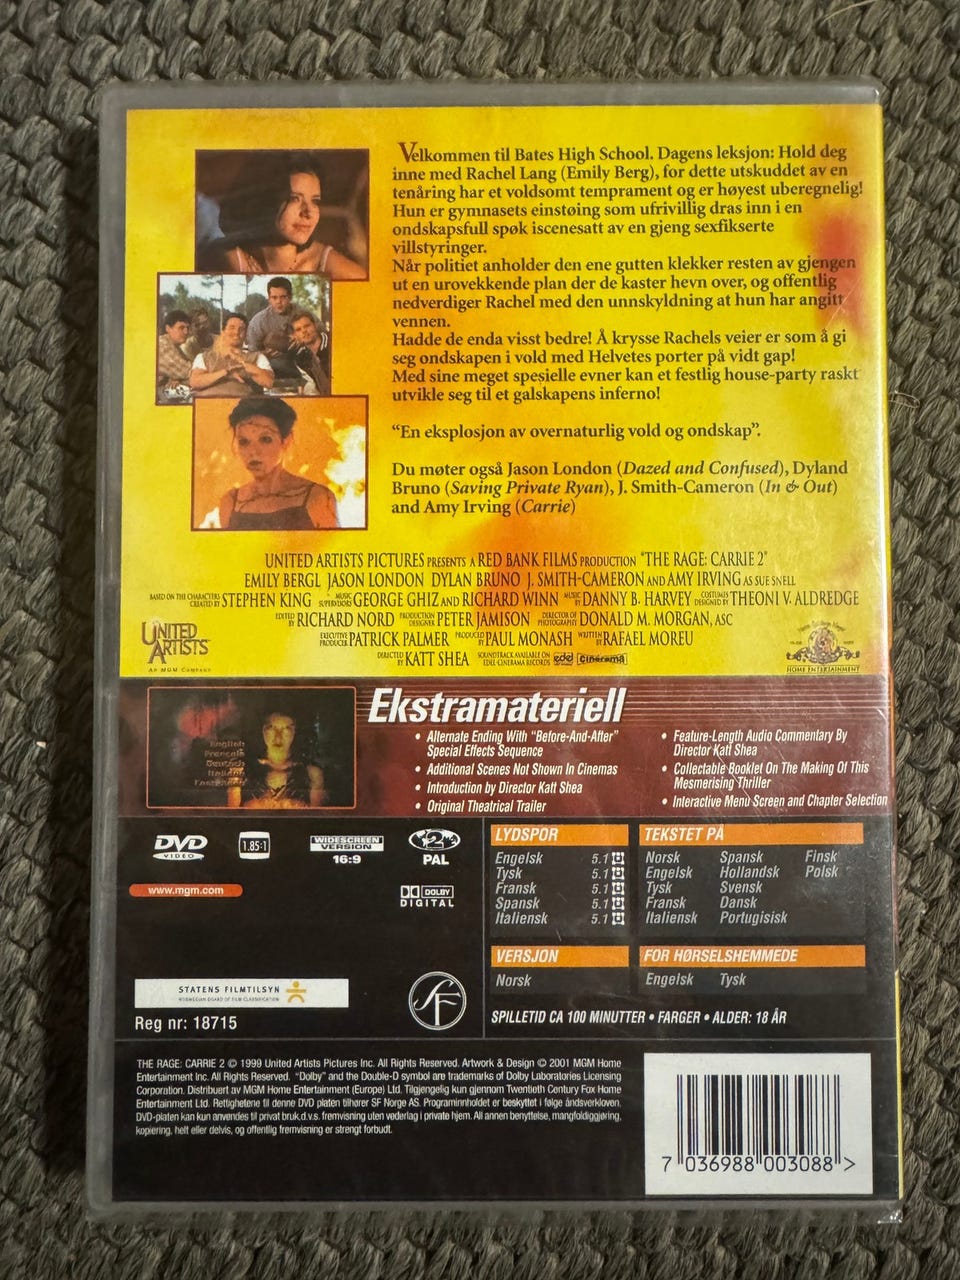 Velkommen til Bates High School. Dagens leksjon: Hold deg
inne med Rachel Lang (Emily Berg), for dette utskuddet av en
tenåring har et voldsomt temprament og er høyest uberegnelig!
Hun er gymnasets einstøing som ufrivillig dras inn i en
ondskapsfull spøk iscenesatt av en gjeng sexfikserte
villstyringer.
Når politiet anholder den ene gutten klekker resten av gjengen
ut en urovekkende plan der de kaster hevn over, og offentlig
nedverdiger Rachel med den unnskyldning at hun har angitt
vennen.
Hadde de enda visst bedre! Å krysse Rachels veier er som å gi
seg ondskapen i vold med Helvetes porter på vidt gap!
Med sine meget spesielle evner kan et festlig house-party raskt
utvikle seg til et galskapens inferno!
“En eksplosjon av overnaturlig vold og ondskap”.
Du møter også Jason London (Dazed and Confused), Dyland
Bruno (Saving Private Ryan), J. Smith-Cameron (In & Out)
and Amy Irving (Carrie)
UNITED ARTISTS PICTURES PRESENTS A RED BANK FILMS PRODUCTION "THE RAGE: CARRIE 2"
EMILY BERGL JASON LONDON DYLAN BRUNO J. SMITH-CAMERON AND AMY IRVING AS SUE SNELL
BASED ON THE CHARACTERS CREATED BY STEPHEN KING MUSIC SUPERVISORS GEORGE GHIZ AND RICHARD WINN MUSIC BY DANNY B. HARVEY COSTUMES DESIGNED BY THEONI V. ALDREDGE
EDITED BY RICHARD NORD PRODUCTION DESIGNER PETER JAMISON DIRECTOR OF PHOTOGRAPHY DONALD M. MORGAN, ASC
EXECUTIVE PRODUCER PATRICK PALMER PRODUCED BY PAUL MONASH WRITTEN BY RAFAEL MOREU
DIRECTED BY KATT SHEA SOUNDTRACK AVAILABLE ON EDEL-CINERAMA RECORDS edel Cinerama
UNITED ARTISTS
AN MGM COMPANY
HOME ENTERTAINMENT
Ekstramateriell
English
Français
Deutsch
Italiano
• Alternate Ending With "Before-And-After"
Special Effects Sequence
• Additional Scenes Not Shown In Cinemas
• Introduction by Director Katt Shea
• Original Theatrical Trailer
• Feature-Length Audio Commentary By
Director Katt Shea
• Collectable Booklet On The Making Of This
Mesmerising Thriller
• Interactive Menu Screen and Chapter Selection
DVD VIDEO
1.85:1
WIDESCREEN VERSION
16:9
2
PAL
www.mgm.com
DOLBY DIGITAL
LYDSPOR
Engelsk 5.1
Tysk 5.1
Fransk 5.1
Spansk 5.1
Italiensk 5.1
TEKSTET PÅ
Norsk Spansk Finsk
Engelsk Hollandsk Polsk
Tysk Svensk
Fransk Dansk
Italiensk Portugisisk
VERSJON
Norsk
FOR HØRSELSHEMMEDE
Engelsk Tysk
STATENS FILMTILSYN
NORWEGIAN BOARD OF FILM CLASSIFICATION
Reg nr: 18715
SF
SPILLETID CA 100 MINUTTER • FARGER • ALDER: 18 ÅR
THE RAGE: CARRIE 2 © 1999 United Artists Pictures Inc. All Rights Reserved. Artwork & Design © 2001 MGM Home
Entertainment Inc. All Rights Reserved. "Dolby" and the Double-D symbol are trademarks of Dolby Laboratories Licensing
Corporation. Distribuert av MGM Home Entertainment (Europe) Ltd. Tilgjengelig kun gjennom Twentieth Century Fox Home
Entertainment Ltd. Rettighetene til denne DVD platen tilhører SF Norge AS. Programinnholdet er beskyttet i følge åndsverkloven.
DVD-platen kan kun anvendes til privat bruk.d.v.s. fremvisning uten vederlag i private hjem. All annen benyttelse, mangfoldiggjøring,
kopiering, helt eller delvis, og offentlig fremvisning er strengt forbudt.
7 036988 003088 >